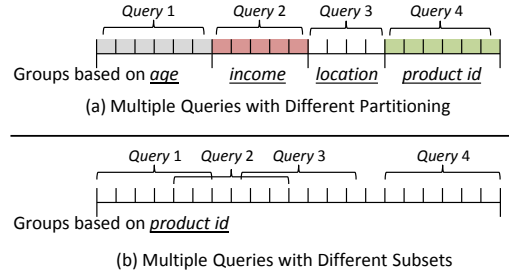 Query 1 Query 2 Query 3 Query 4
Groups based on age income location product id
(a) Multiple Queries with Different Partitioning
Query 1 Query 2 Query 3 Query 4
Groups based on product id
(b) Multiple Queries with Different Subsets